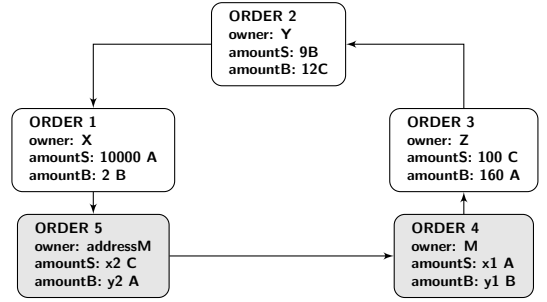 ORDER 2
owner: Y
amountS: 9B
amountB: 12C
ORDER 1
owner: X
amountS: 10000 A
amountB: 2 B
ORDER 3
owner: Z
amountS: 100 C
amountB: 160 A
ORDER 5
owner: addressM
amountS: x2 C
amountB: y2 A
ORDER 4
owner: M
amountS: x1 A
amountB: y1 B